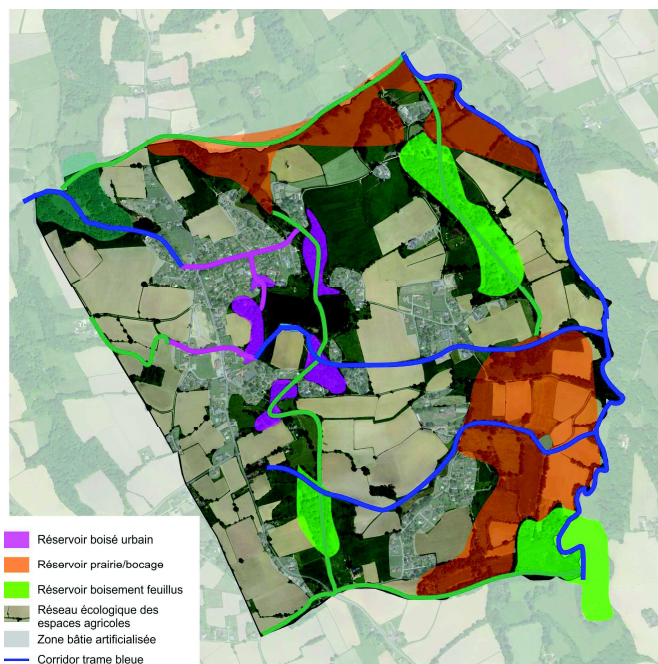 Réservoir boisé urbain
Réservoir prairie/bocage
Réservoir boisement feuillus
Réseau écologique des
espaces agricoles
Zone bâtie artificialisée
Corridor trame bleue